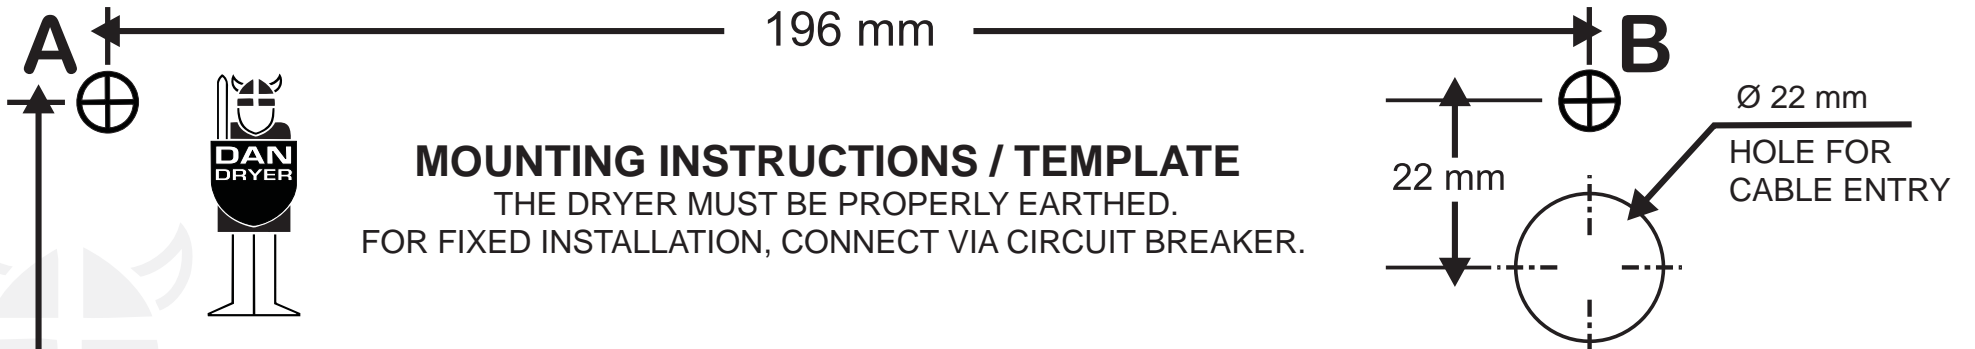 A
196 mm
B
Ø 22 mm
DAN
DRYER
MOUNTING INSTRUCTIONS / TEMPLATE
THE DRYER MUST BE PROPERLY EARTHED.
FOR FIXED INSTALLATION, CONNECT VIA CIRCUIT BREAKER.
22 mm
HOLE FOR
CABLE ENTRY